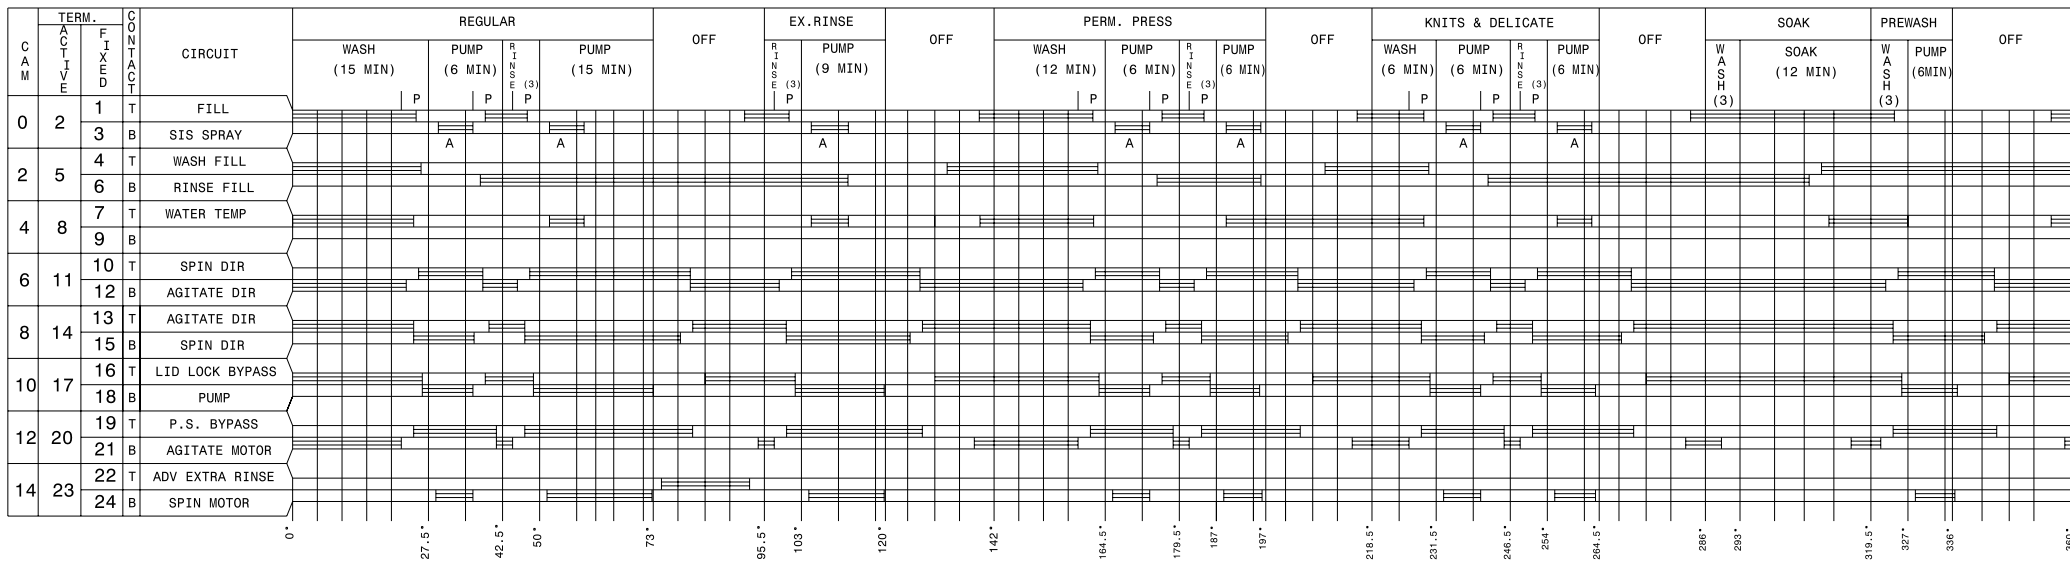 CAM TERM. CONTACT CIRCUIT REGULAR OFF EX.RINSE OFF PERM. PRESS OFF KNITS & DELICATE OFF SOAK PREWASH OFF
ACTIVE FIXED
WASH PUMP RINSE PUMP RINSE PUMP WASH PUMP RINSE PUMP WASH PUMP RINSE PUMP WASH SOAK WASH PUMP
(15 MIN) (6 MIN) (3) (15 MIN) (3) (9 MIN) (12 MIN) (6 MIN) (3) (6 MIN) (6 MIN) (6 MIN) (3) (6 MIN) (3) (12 MIN) (3) (6MIN)
P P P P P P P P P P
0 2 1 T FILL
3 B SIS SPRAY
A A A A A A A
2 5 4 T WASH FILL
6 B RINSE FILL
4 8 7 T WATER TEMP
9 B
6 11 10 T SPIN DIR
12 B AGITATE DIR
8 14 13 T AGITATE DIR
15 B SPIN DIR
10 17 16 T LID LOCK BYPASS
18 B PUMP
12 20 19 T P.S. BYPASS
21 B AGITATE MOTOR
14 23 22 T ADV EXTRA RINSE
24 B SPIN MOTOR
0° 27.5° 42.5° 50° 73° 95.5° 103° 120° 142° 164.5° 179.5° 187° 197° 218.5° 231.5° 246.5° 254° 264.5° 286° 293° 319.5° 327° 336° 360°